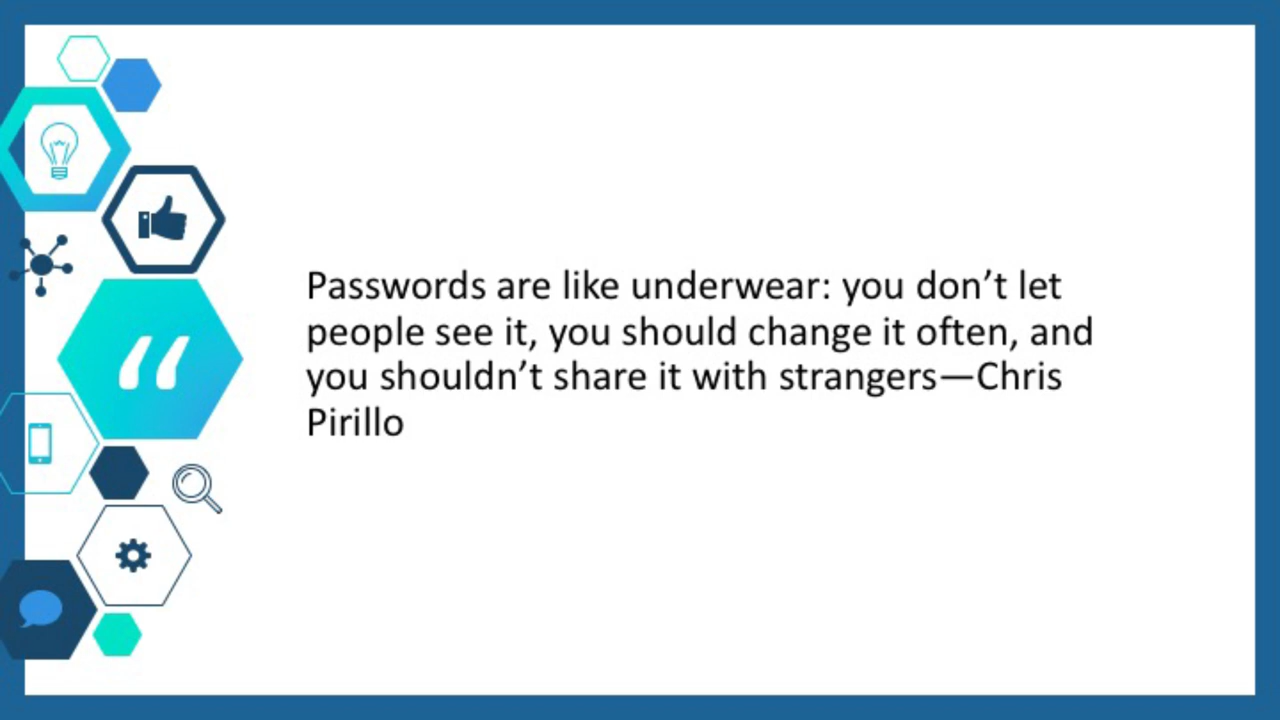 Passwords are like underwear: you don’t let
people see it, you should change it often, and
you shouldn’t share it with strangers—Chris
Pirillo